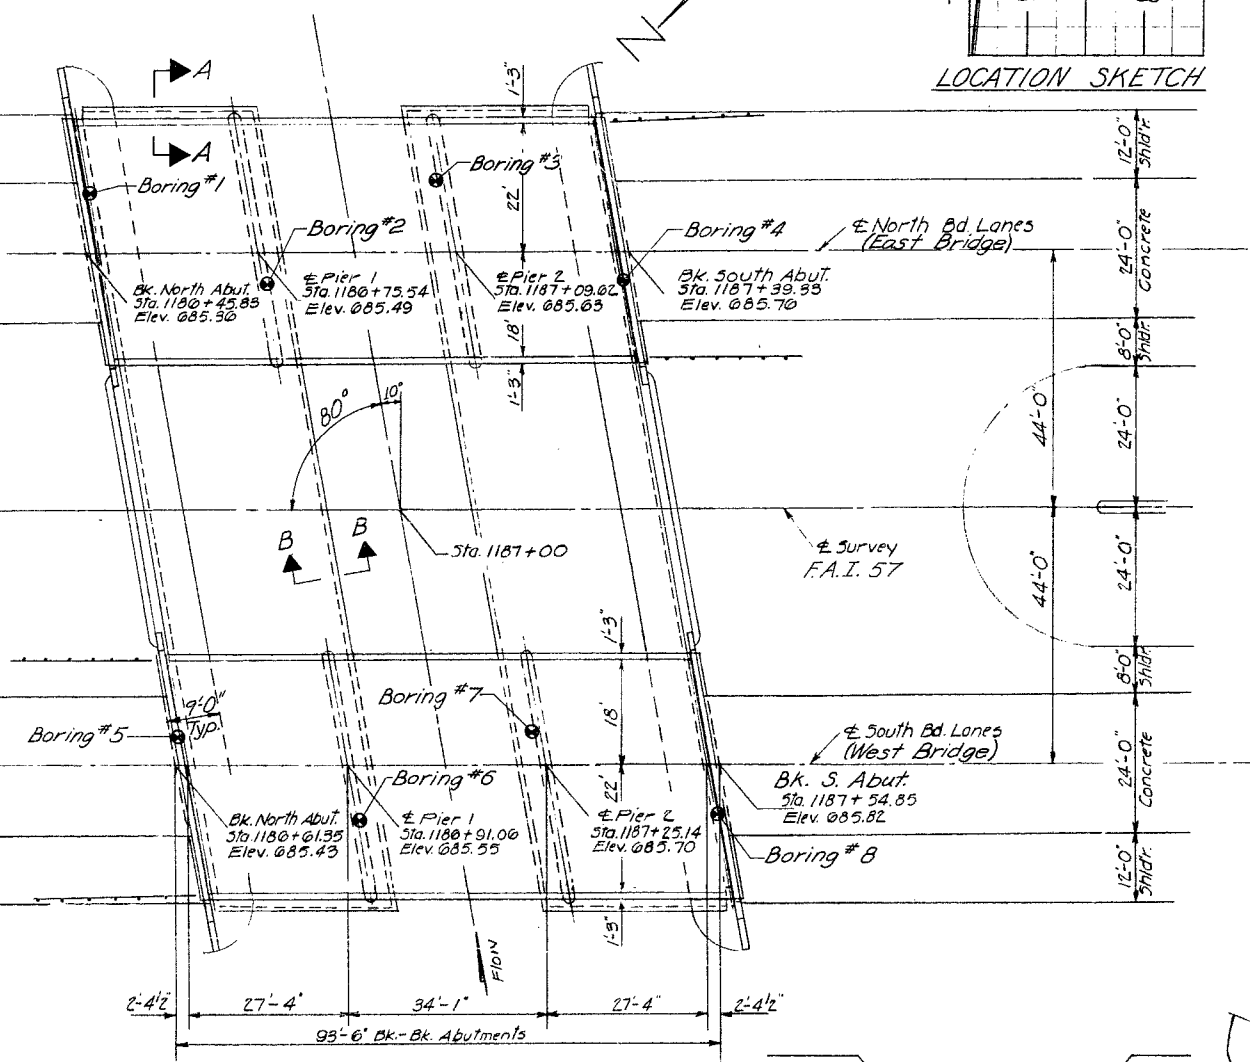 N
LOCATION SKETCH
A
A
1'-3"
12'-0"
Shld'r.
Boring #1
Boring #3
22'
Boring #2
Boring #4
℄ North Bd. Lanes
(East Bridge)
24'-0"
Concrete
Bk. North Abut.
Sta. 1186+45.83
Elev. 685.36
℄ Pier 1
Sta. 1186+75.54
Elev. 685.49
℄ Pier 2
Sta. 1187+09.62
Elev. 685.63
Bk. South Abut.
Sta. 1187+39.33
Elev. 685.76
18'
8'-0"
Shldr.
1'-3"
80°
10°
44'-0"
24'-0"
B
B
Sta. 1187+00
℄ Survey
F.A.I. 57
44'-0"
24'-0"
1'-3"
8'-0"
Shldr.
9'-0"
Typ.
Boring #7
18'
Boring #5
℄ South Bd. Lanes
(West Bridge)
24'-0"
Concrete
Boring #6
22'
Bk. S. Abut.
Sta. 1187+54.85
Elev. 685.82
Bk. North Abut.
Sta. 1186+61.35
Elev. 685.43
℄ Pier 1
Sta. 1186+91.06
Elev. 685.55
℄ Pier 2
Sta. 1187+25.14
Elev. 685.70
Boring #8
12'-0"
Shldr.
1'-3"
Flow
2'-4½"
27'-4"
34'-1"
27'-4"
2'-4½"
93'-6" Bk.-Bk. Abutments